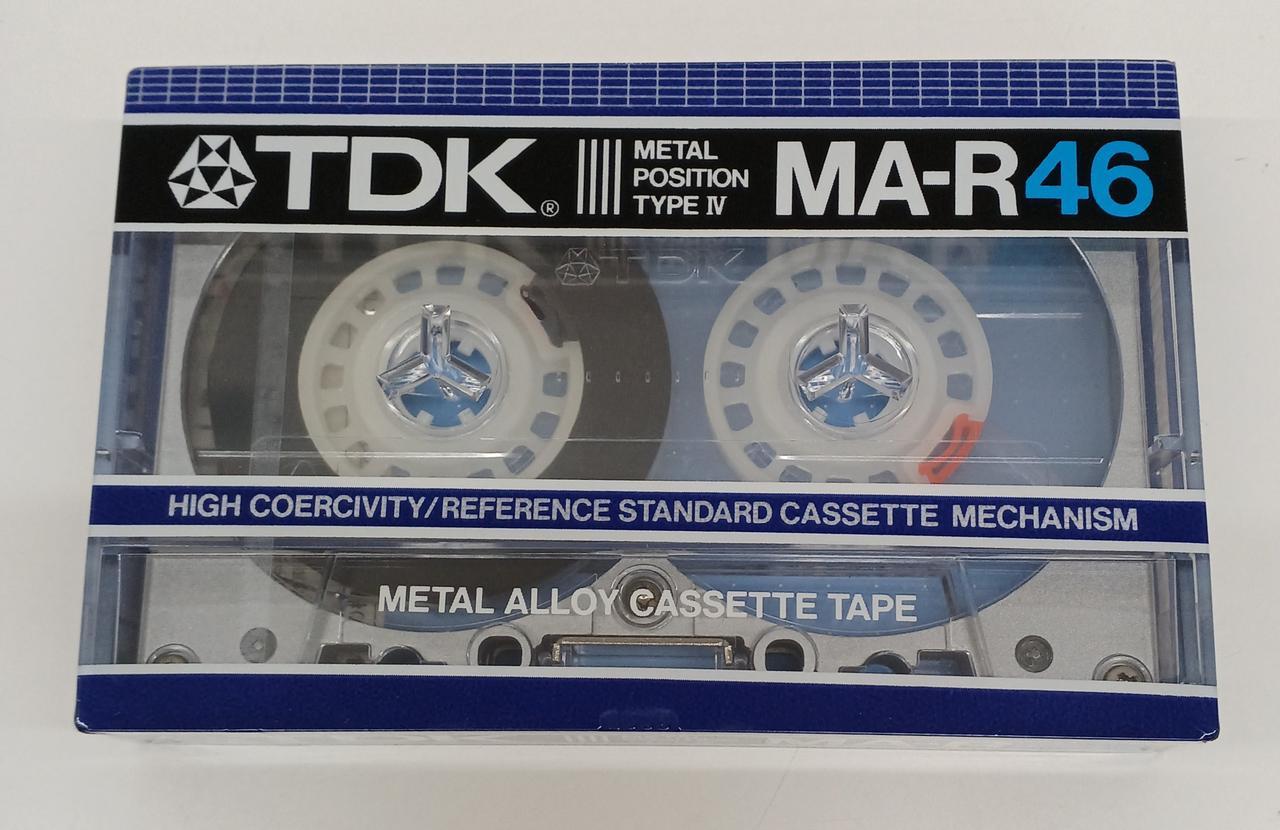 TDK® METAL POSITION TYPE IV MA-R46
TDK
HIGH COERCIVITY/REFERENCE STANDARD CASSETTE MECHANISM
METAL ALLOY CASSETTE TAPE